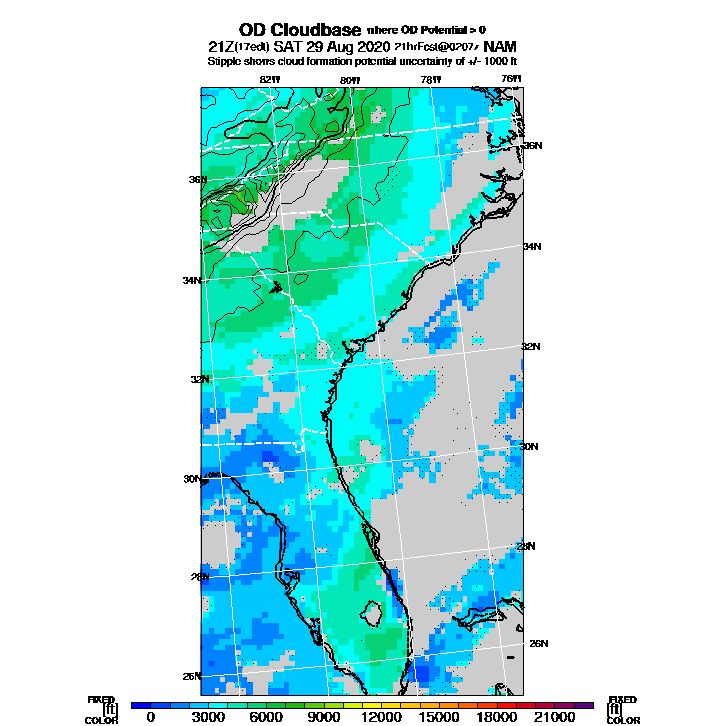 OD Cloudbase where OD Potential > 0
21Z(17edt) SAT 29 Aug 2020 21hrFcst@0207z NAM
Stipple shows cloud formation potential uncertainty of +/- 1000 ft
82W 80W 78W 76W
36N
36N
34N
34N
32N
32N
30N
30N
28N
28N
26N
26N
FIXED FIXED
[ft] [ft]
COLOR COLOR
0 3000 6000 9000 12000 15000 18000 21000